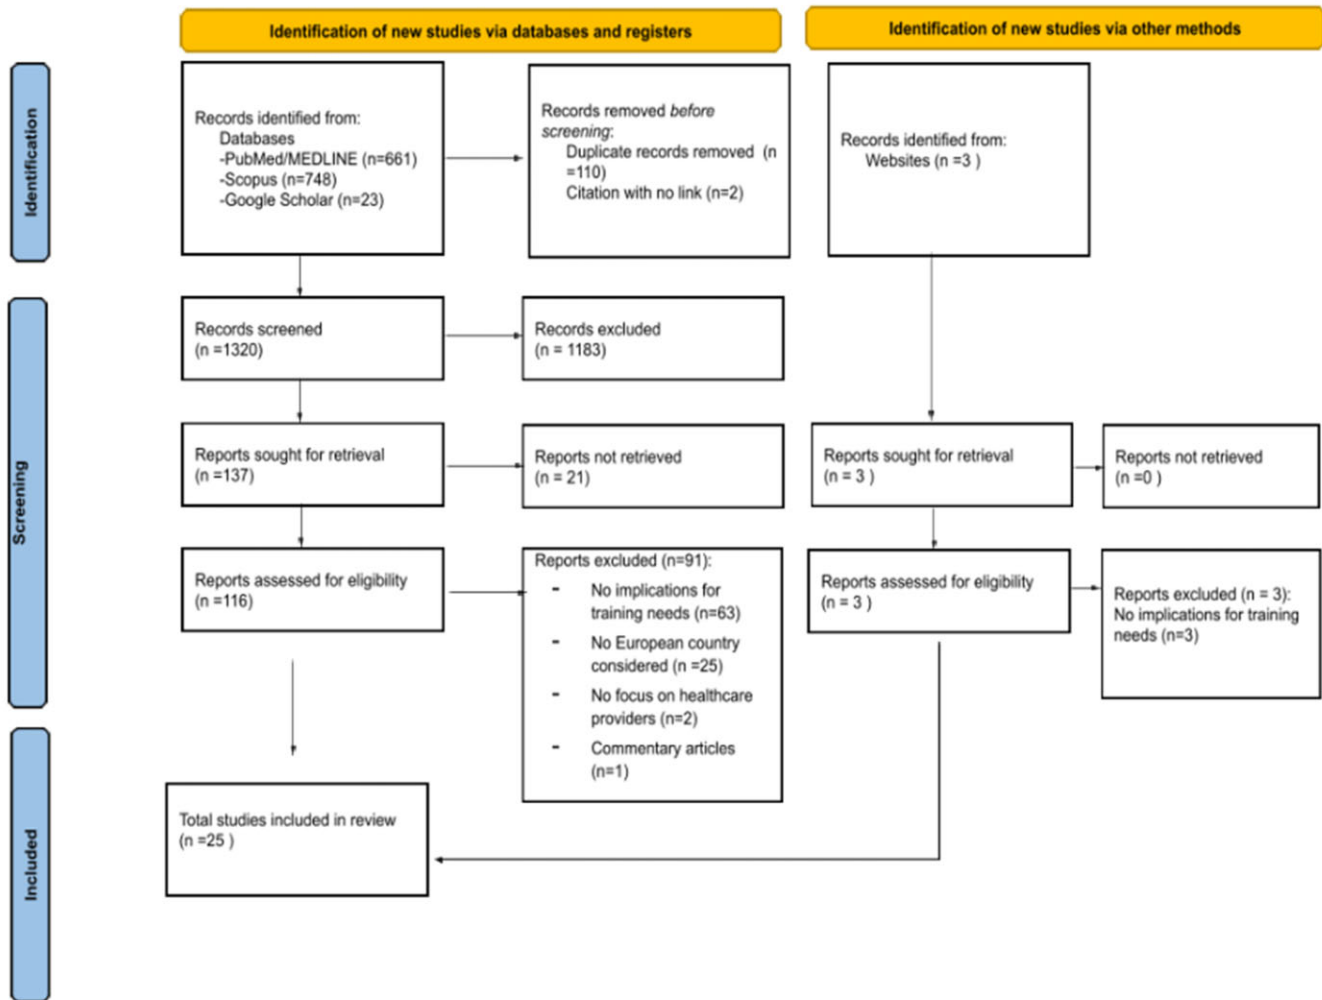 Identification of new studies via databases and registers
Identification of new studies via other methods
Identification
Records identified from:
Databases
-PubMed/MEDLINE (n=661)
-Scopus (n=748)
-Google Scholar (n=23)
Records removed before
screening:
Duplicate records removed (n
=110)
Citation with no link (n=2)
Records identified from:
Websites (n =3 )
Screening
Records screened
(n =1320)
Records excluded
(n = 1183)
Reports sought for retrieval
(n =137)
Reports not retrieved
(n = 21)
Reports sought for retrieval
(n = 3 )
Reports not retrieved
(n =0 )
Reports assessed for eligibility
(n =116)
Reports excluded (n=91):
- No implications for
training needs (n=63)
- No European country
considered (n =25)
- No focus on healthcare
providers (n=2)
- Commentary articles
(n=1)
Reports assessed for eligibility
(n = 3 )
Reports excluded (n = 3):
No implications for training
needs (n=3)
Included
Total studies included in review
(n =25 )